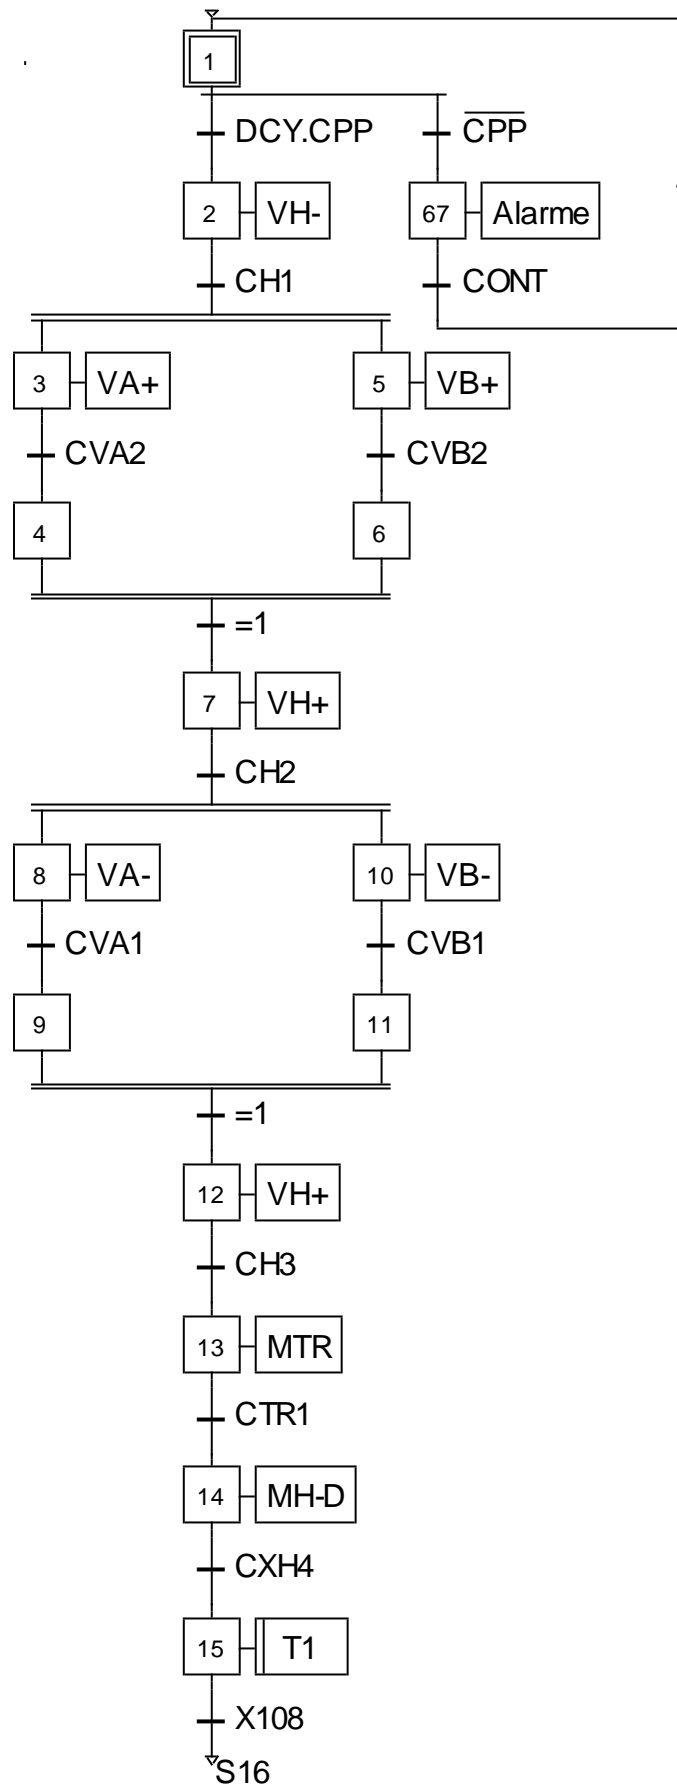 1
DCY.CPP C̅P̅P̅
2 VH- 67 Alarme
CH1 CONT
3 VA+ 5 VB+
CVA2 CVB2
4 6
=1
7 VH+
CH2
8 VA- 10 VB-
CVA1 CVB1
9 11
=1
12 VH+
CH3
13 MTR
CTR1
14 MH-D
CXH4
15 T1
X108
S16